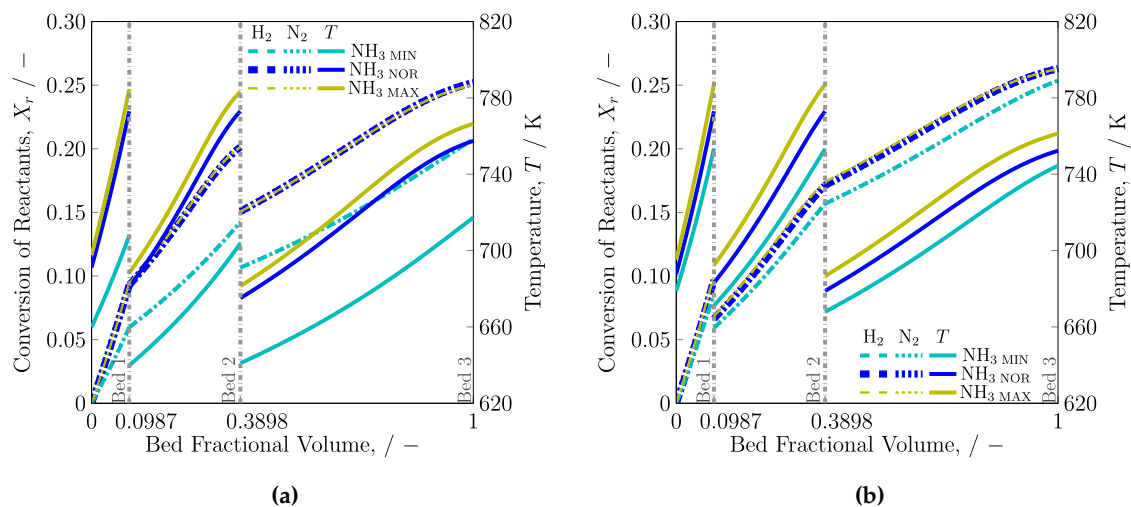 0.30
0.25
0.20
0.15
0.10
0.05
0
Conversion of Reactants, Xr / −
H2 N2 T
NH3 MIN
NH3 NOR
NH3 MAX
Bed 1
Bed 2
Bed 3
820
780
740
700
660
620
Temperature, T / K
0 0.0987 0.3898 1
Bed Fractional Volume, / −
(a)
0.30
0.25
0.20
0.15
0.10
0.05
0
Conversion of Reactants, Xr / −
H2 N2 T
NH3 MIN
NH3 NOR
NH3 MAX
Bed 1
Bed 2
Bed 3
820
780
740
700
660
620
Temperature, T / K
0 0.0987 0.3898 1
Bed Fractional Volume, / −
(b)